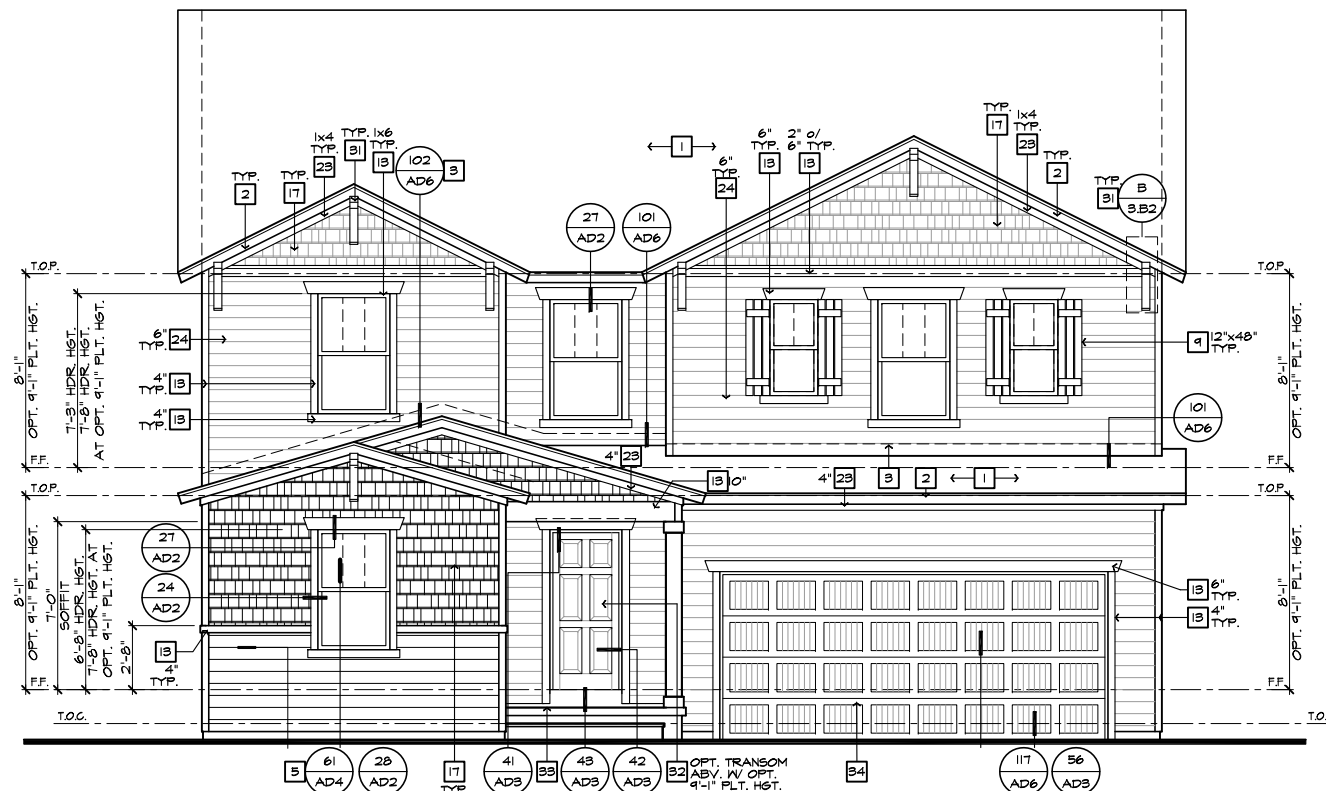 1x4
TYP.
23
TYP.
31
1x6
TYP.
13
102
AD6
3
TYP.
2
TYP.
17
27
AD2
101
AD6
1
6"
TYP.
24
6"
TYP.
13
2" o/
6" TYP.
13
TYP.
17
1x4
TYP.
23
TYP.
2
TYP.
31
B
3.B2
T.O.P.
T.O.P.
8'-1"
OPT. 9'-1" PLT. HGT.
7'-3" HDR. HGT.
7'-8" HDR. HGT.
AT OPT. 9'-1" PLT. HGT.
6"
TYP.
24
4"
TYP.
13
4"
TYP.
13
9
12"x48"
TYP.
8'-1"
OPT. 9'-1" PLT. HGT.
101
AD6
F.F.
F.F.
4"
23
13
10"
4"
23
3
2
1
T.O.P.
T.O.P.
8'-1"
OPT. 9'-1" PLT. HGT.
7'-0"
SOFFIT
6'-8" HDR. HGT.
7'-8" HDR. HGT. AT
OPT. 9'-1" PLT. HGT.
2'-8"
27
AD2
24
AD2
13
4"
TYP.
17
TYP.
13
6"
TYP.
13
4"
TYP.
8'-1"
OPT. 9'-1" PLT. HGT.
F.F.
F.F.
T.O.C.
T.O.
5
61
AD4
28
AD2
41
AD3
33
43
AD3
42
AD3
32
OPT. TRANSOM
ABV. W/ OPT.
9'-1" PLT. HGT.
34
117
AD6
56
AD3